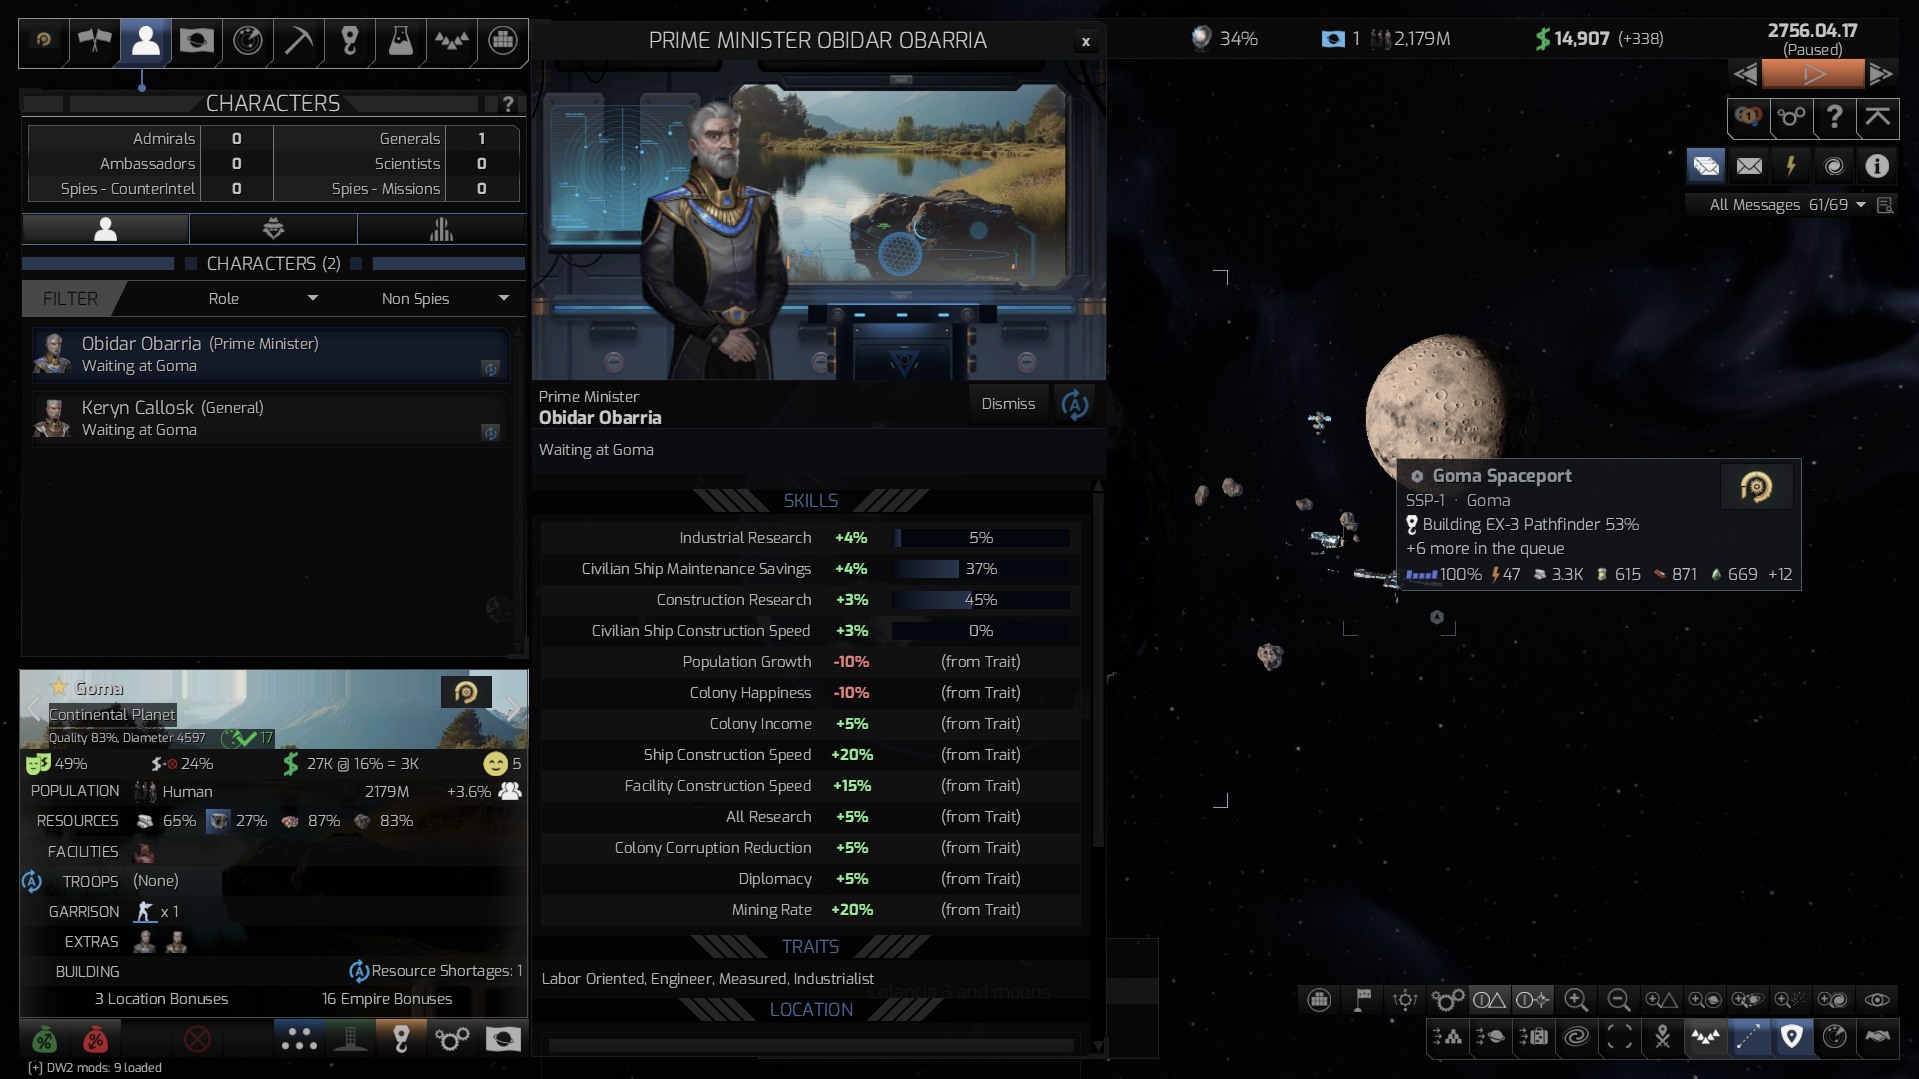 PRIME MINISTER OBIDAR OBARRIA
x
34%
1
2,179M
14,907 (+338)
2756.04.17
(Paused)
CHARACTERS
?
Admirals 0
Generals 1
Ambassadors 0
Scientists 0
Spies - CounterIntel 0
Spies - Missions 0
CHARACTERS (2)
FILTER
Role
Non Spies
Obidar Obarria (Prime Minister)
Waiting at Goma
Keryn Callosk (General)
Waiting at Goma
Prime Minister
Obidar Obarria
Dismiss
Waiting at Goma
SKILLS
Industrial Research +4% 5%
Civilian Ship Maintenance Savings +4% 37%
Construction Research +3% 45%
Civilian Ship Construction Speed +3% 0%
Population Growth -10% (from Trait)
Colony Happiness -10% (from Trait)
Colony Income +5% (from Trait)
Ship Construction Speed +20% (from Trait)
Facility Construction Speed +15% (from Trait)
All Research +5% (from Trait)
Colony Corruption Reduction +5% (from Trait)
Diplomacy +5% (from Trait)
Mining Rate +20% (from Trait)
TRAITS
Labor Oriented, Engineer, Measured, Industrialist
Colancia 3 and moons
LOCATION
Goma
Continental Planet
Quality 83%, Diameter 4597
17
49%
24%
27K @ 16% = 3K
5
POPULATION Human 2179M +3.6%
RESOURCES 65% 27% 87% 83%
FACILITIES
TROOPS (None)
GARRISON x 1
EXTRAS
BUILDING Resource Shortages: 1
3 Location Bonuses
16 Empire Bonuses
[+] DW2 mods: 9 loaded
1
?
All Messages 61/69
Goma Spaceport
SSP-1 · Goma
Building EX-3 Pathfinder 53%
+6 more in the queue
100% 47 3.3K 615 871 669 +12